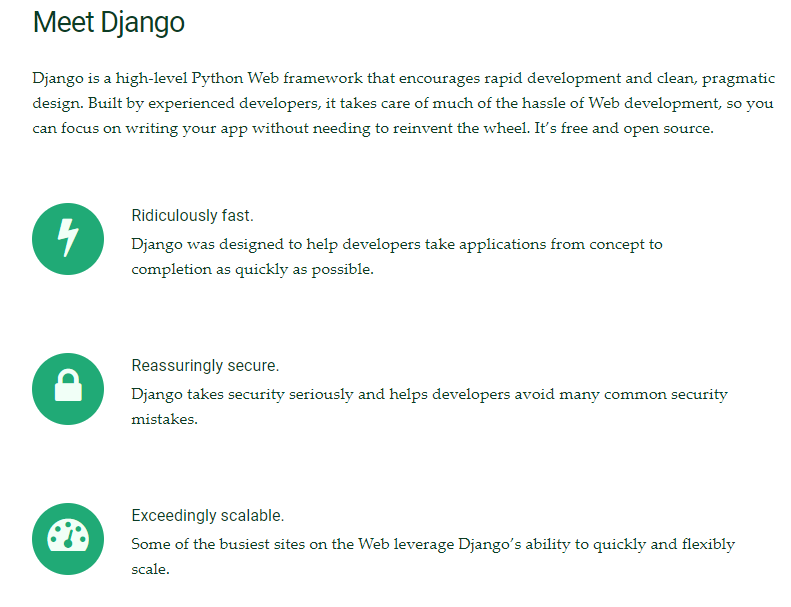 Meet Django
Django is a high-level Python Web framework that encourages rapid development and clean, pragmatic
design. Built by experienced developers, it takes care of much of the hassle of Web development, so you
can focus on writing your app without needing to reinvent the wheel. It’s free and open source.
Ridiculously fast.
Django was designed to help developers take applications from concept to
completion as quickly as possible.
Reassuringly secure.
Django takes security seriously and helps developers avoid many common security
mistakes.
Exceedingly scalable.
Some of the busiest sites on the Web leverage Django’s ability to quickly and flexibly
scale.